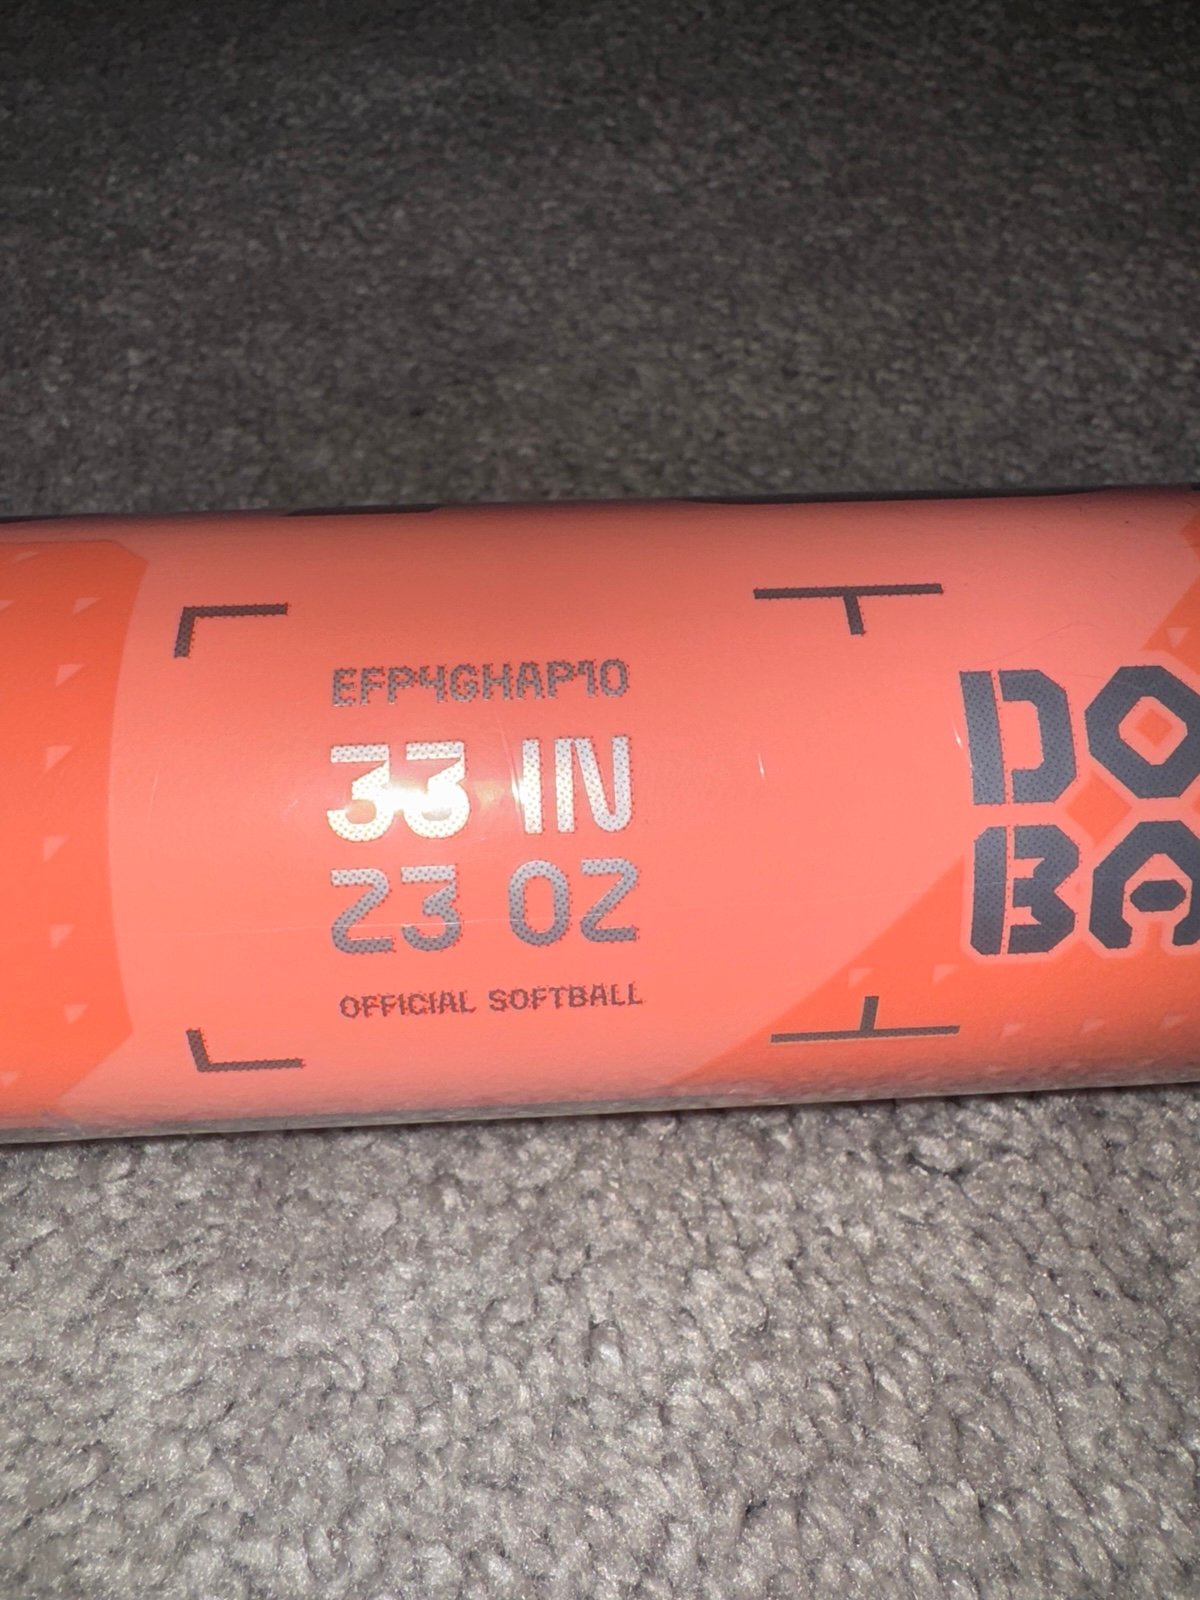 EFP4GHAP10
33 IN
23 OZ
OFFICIAL SOFTBALL
DO
BA